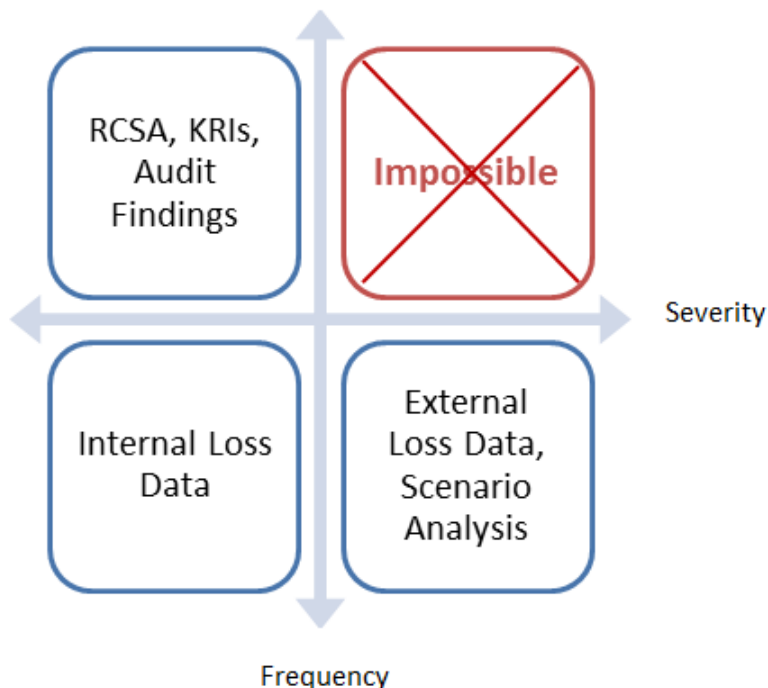 RCSA, KRIs,
Audit
Findings
Impossible
Severity
Internal Loss
Data
External
Loss Data,
Scenario
Analysis
Frequency